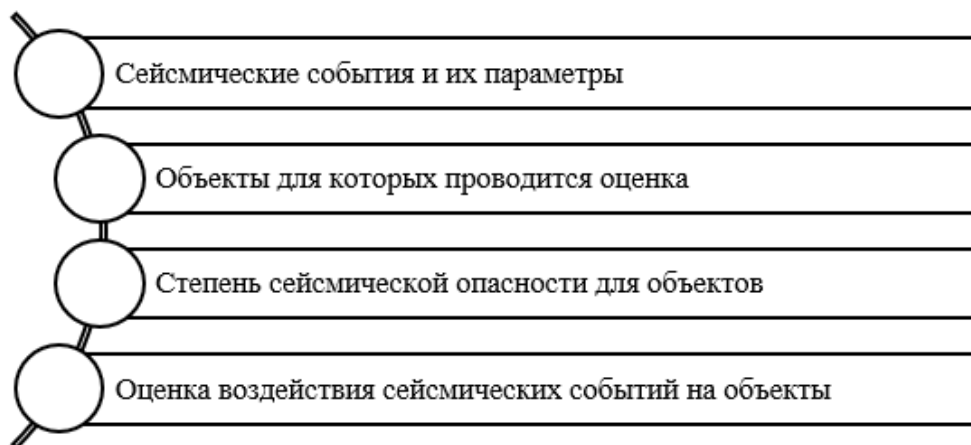 Сейсмические события и их параметры
Объекты для которых проводится оценка
Степень сейсмической опасности для объектов
Оценка воздействия сейсмических событий на объекты